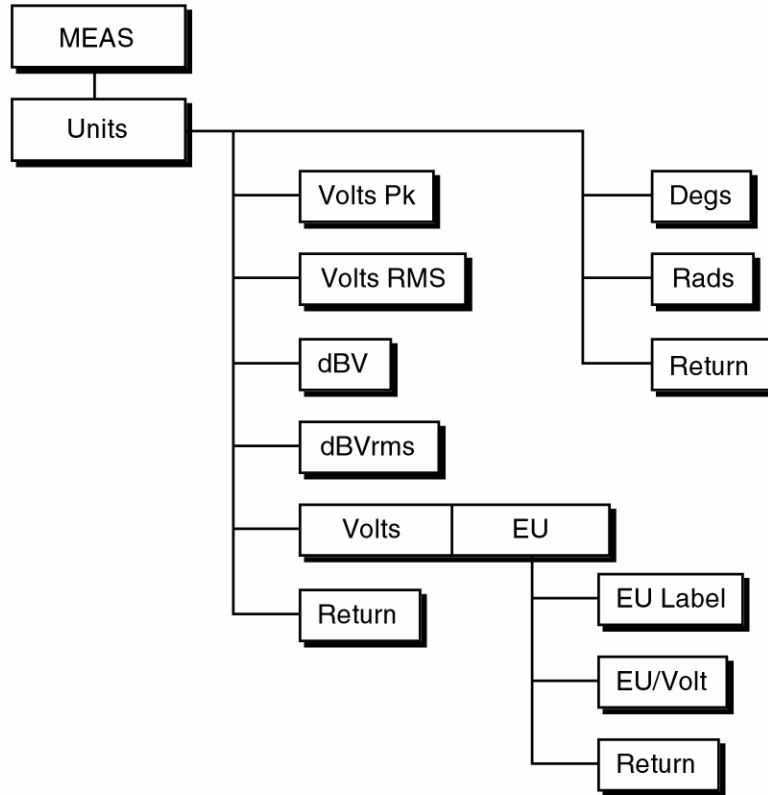 MEAS
Units
Volts Pk
Volts RMS
dBV
dBVrms
Volts
EU
Return
EU Label
EU/Volt
Return
Degs
Rads
Return